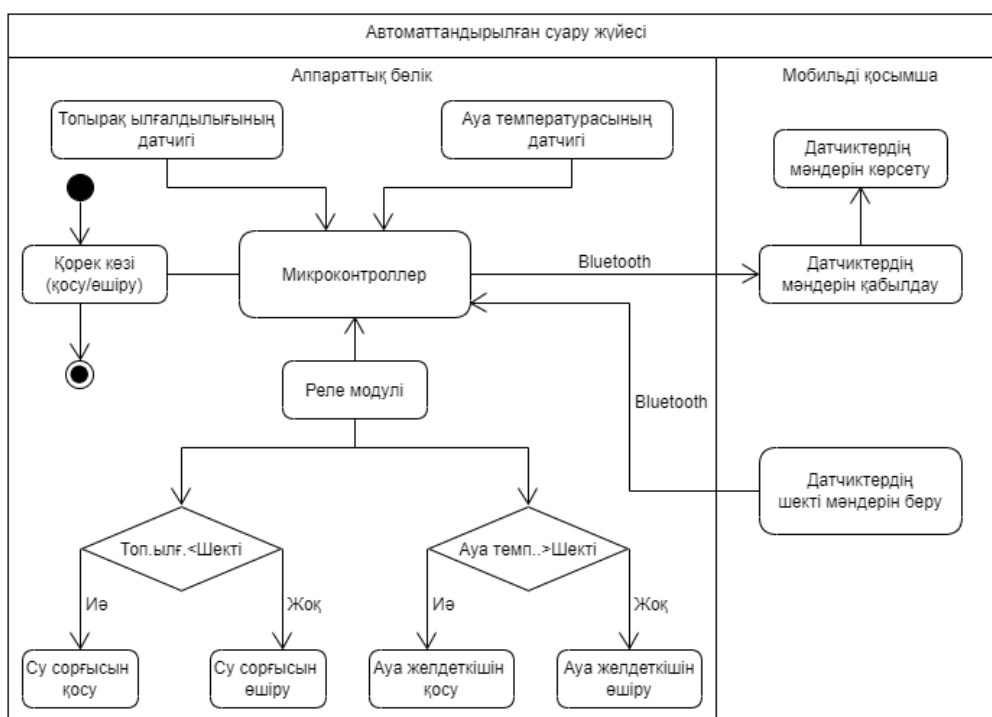 Автоматтандырылған суару жүйесі
Аппараттық бөлік
Мобильді қосымша
Топырақ ылғалдылығының
датчигі
Ауа температурасының
датчигі
Датчиктердің
мәндерін көрсету
Қорек көзі
(қосу/өшіру)
Микроконтроллер
Bluetooth
Датчиктердің
мәндерін қабылдау
Реле модулі
Bluetooth
Датчиктердің
шекті мәндерін беру
Топ.ылғ.<Шекті
Ауа темп..>Шекті
Иә
Жоқ
Иә
Жоқ
Су сорғысын
қосу
Су сорғысын
өшіру
Ауа желдеткішін
қосу
Ауа желдеткішін
өшіру